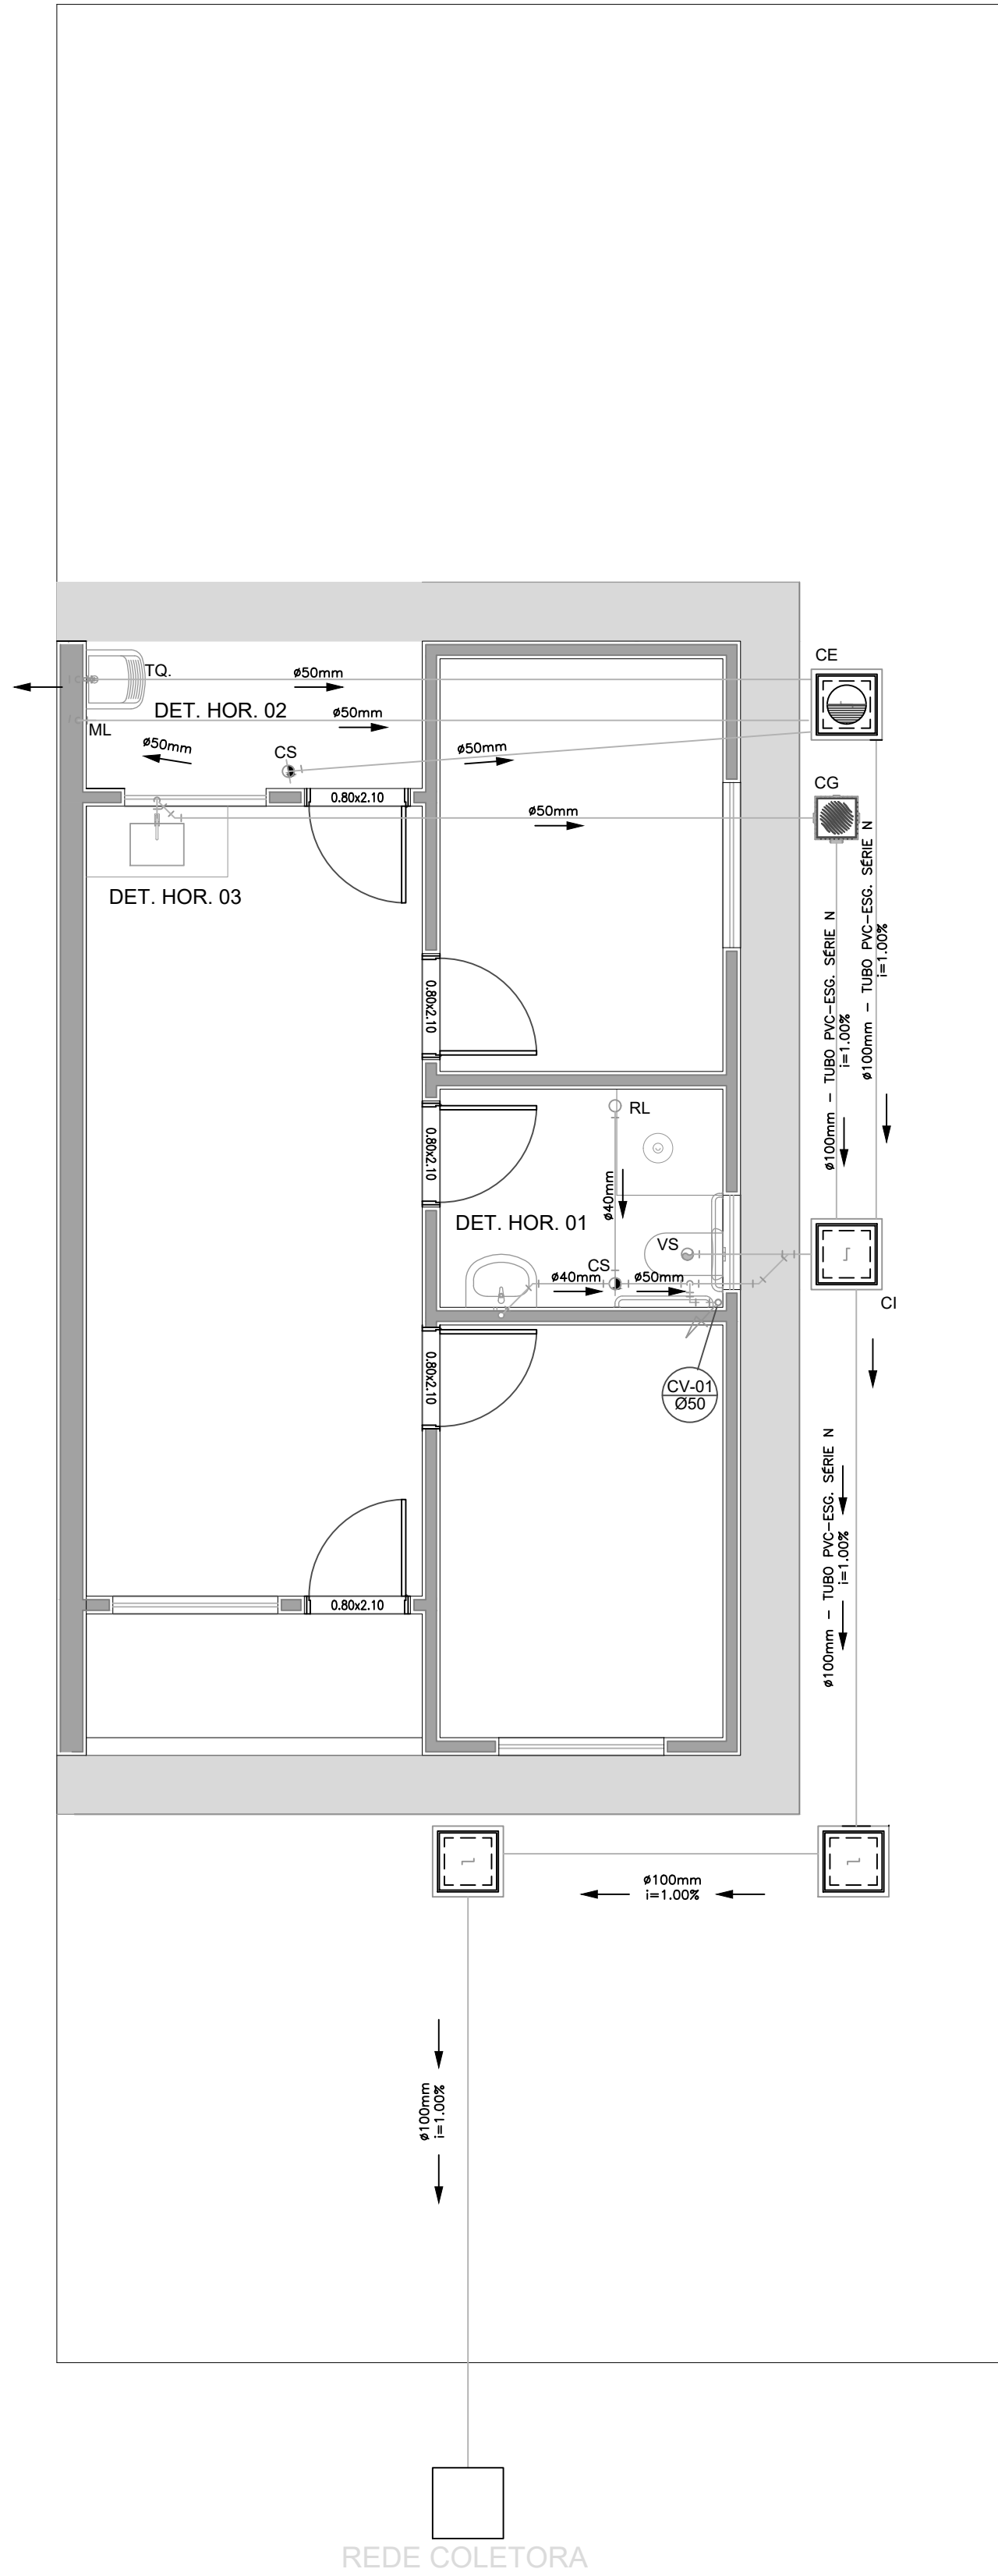 CE
TQ.
ø50mm
DET. HOR. 02
ø50mm
ML
ø50mm
CS
ø50mm
CG
0.80x2.10
ø50mm
DET. HOR. 03
ø100mm – TUBO PVC–ESG. SÉRIE N
i=1.00%
ø100mm – TUBO PVC–ESG. SÉRIE N
i=1.00%
0.80x2.10
RL
0.80x2.10
ø40mm
DET. HOR. 01
VS
CS
ø40mm
ø50mm
CI
0.80x2.10
CV-01
Ø50
ø100mm – TUBO PVC–ESG. SÉRIE N
i=1.00%
0.80x2.10
ø100mm
i=1.00%
ø100mm
i=1.00%
REDE COLETORA